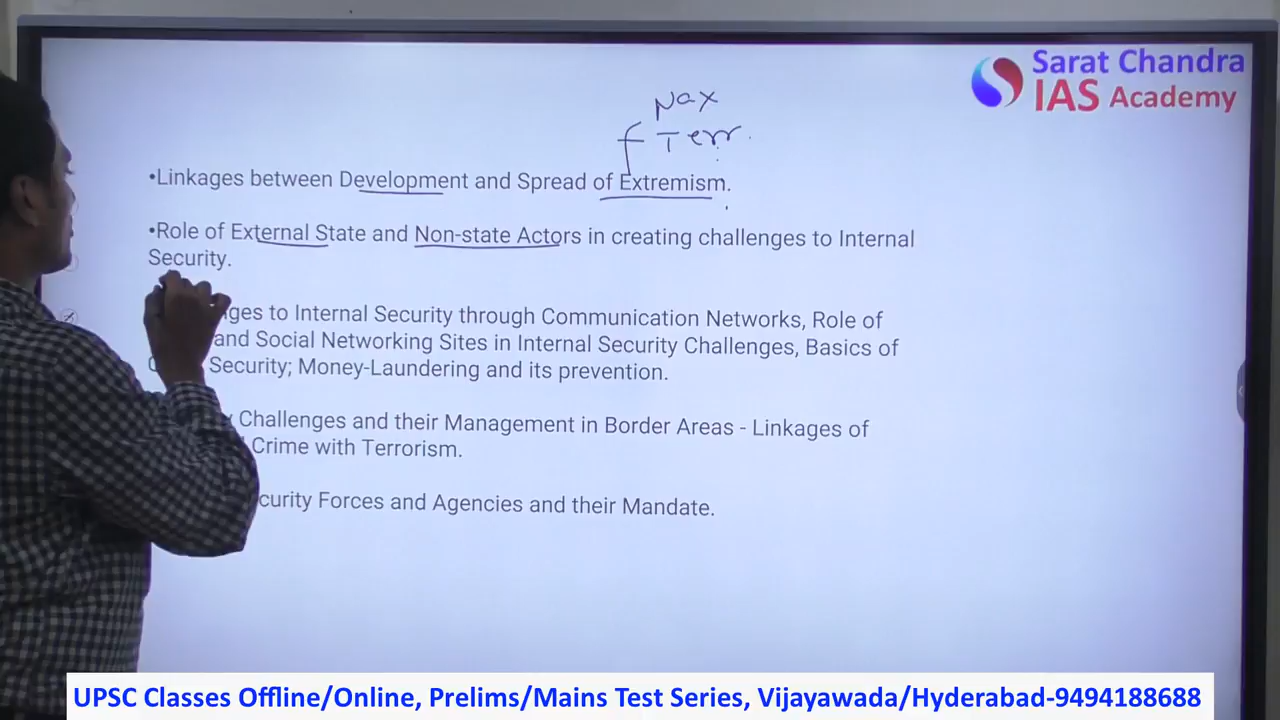 Sarat Chandra
IAS Academy
Nax
Terr.
•Linkages between Development and Spread of Extremism.
•Role of External State and Non-state Actors in creating challenges to Internal
Security.
to Internal Security through Communication Networks, Role of
and Social Networking Sites in Internal Security Challenges, Basics of
Security; Money-Laundering and its prevention.
Challenges and their Management in Border Areas - Linkages of
Crime with Terrorism.
Forces and Agencies and their Mandate.
UPSC Classes Offline/Online, Prelims/Mains Test Series, Vijayawada/Hyderabad-9494188688